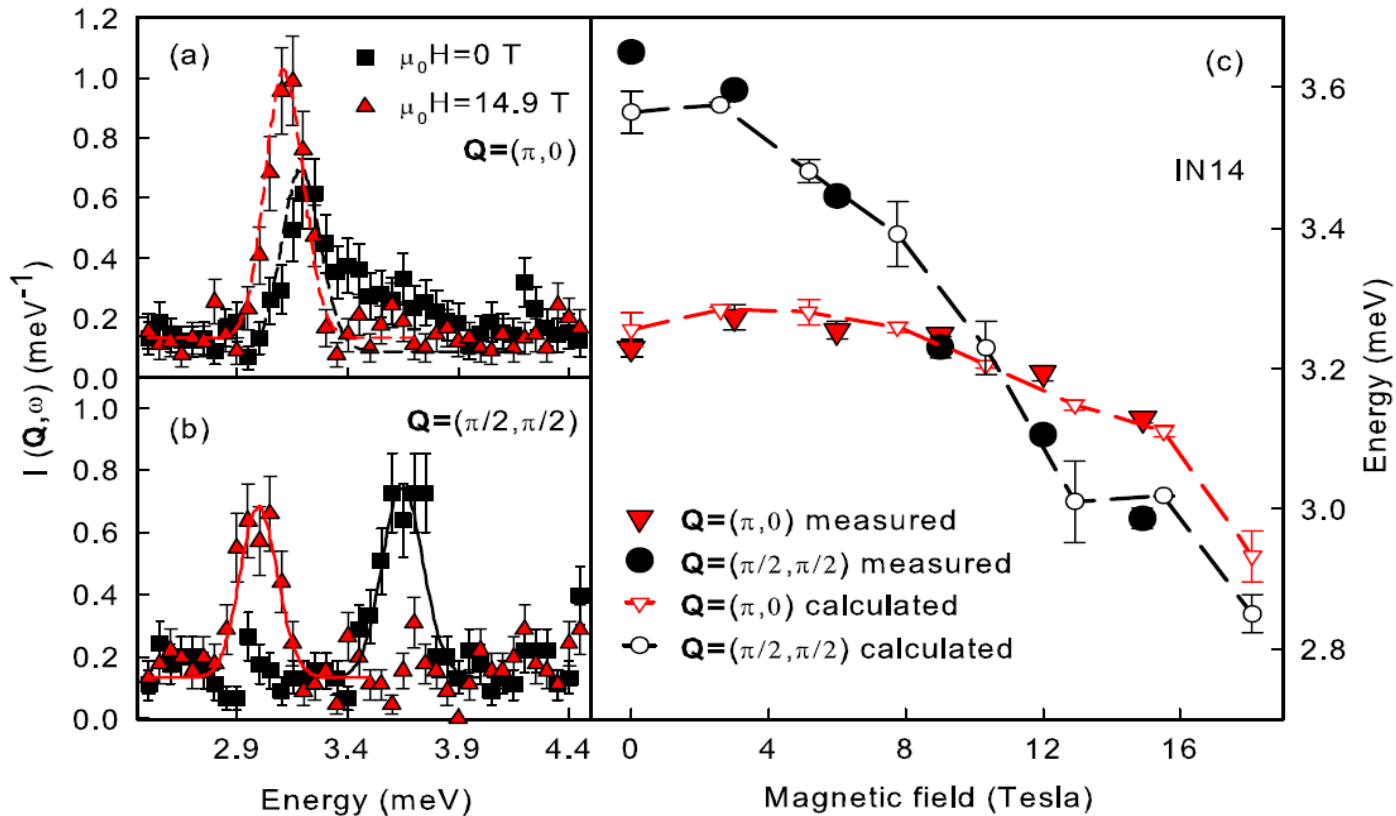 1.2
1.0
0.8
0.6
0.4
0.2
0.0
(a)
μ₀H=0 T
μ₀H=14.9 T
Q=(π,0)
I (Q,ω) (meV⁻¹)
1.0
0.8
0.6
0.4
0.2
0.0
(b)
Q=(π/2,π/2)
2.9 3.4 3.9 4.4
Energy (meV)
(c)
IN14
Q=(π,0) measured
Q=(π/2,π/2) measured
Q=(π,0) calculated
Q=(π/2,π/2) calculated
3.6
3.4
3.2
3.0
2.8
Energy (meV)
0 4 8 12 16
Magnetic field (Tesla)